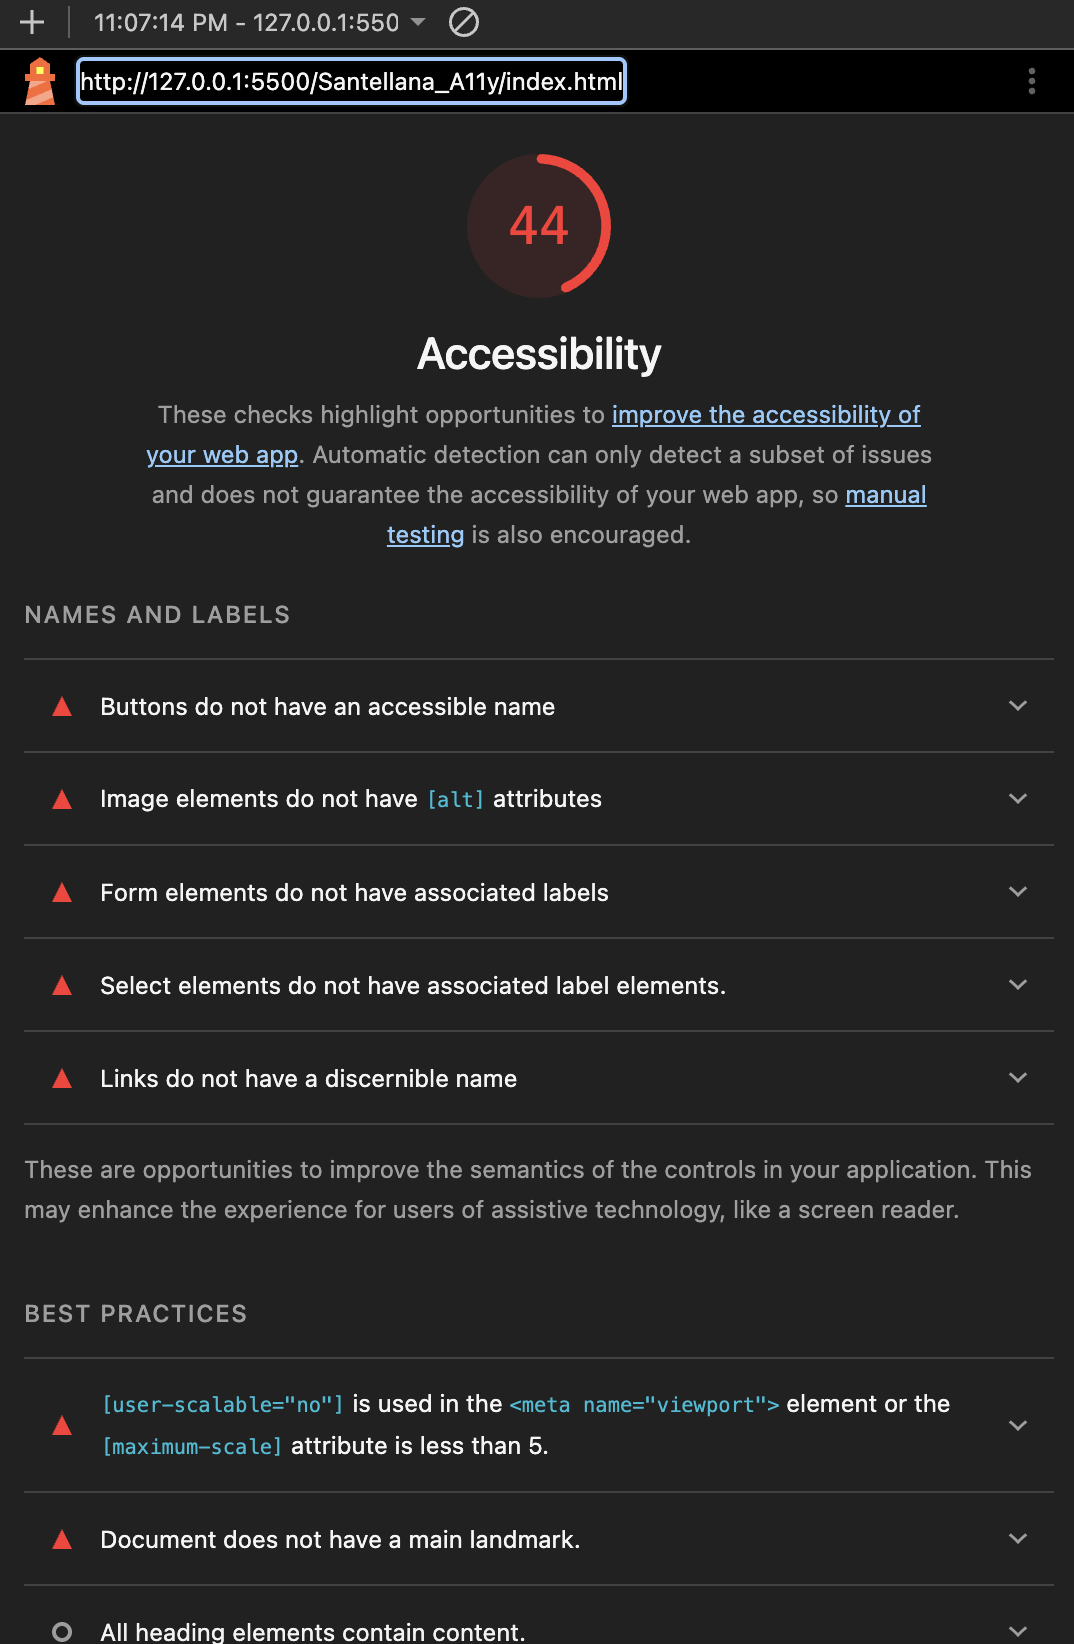 11:07:14 PM - 127.0.0.1:550
http://127.0.0.1:5500/Santellana_A11y/index.html
44
Accessibility
These checks highlight opportunities to improve the accessibility of
your web app. Automatic detection can only detect a subset of issues
and does not guarantee the accessibility of your web app, so manual
testing is also encouraged.
NAMES AND LABELS
Buttons do not have an accessible name
Image elements do not have [alt] attributes
Form elements do not have associated labels
Select elements do not have associated label elements.
Links do not have a discernible name
These are opportunities to improve the semantics of the controls in your application. This
may enhance the experience for users of assistive technology, like a screen reader.
BEST PRACTICES
[user-scalable="no"] is used in the <meta name="viewport"> element or the
[maximum-scale] attribute is less than 5.
Document does not have a main landmark.
All heading elements contain content.